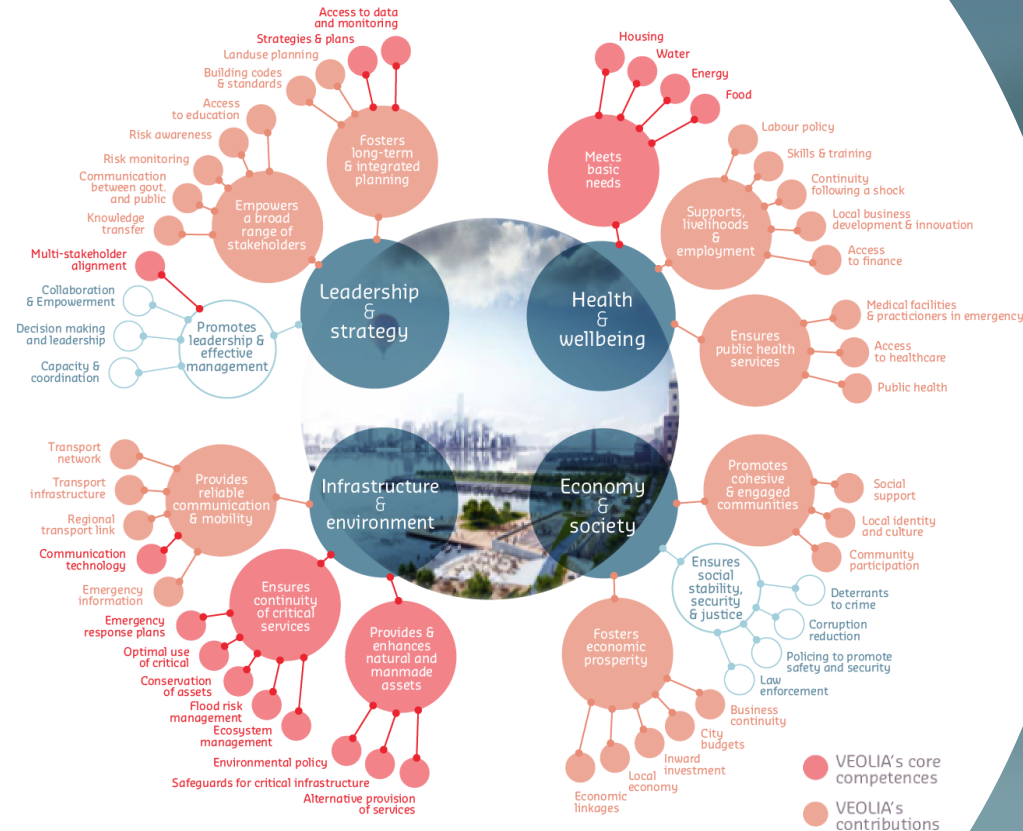 Access to data
and monitoring
Strategies & plans
Landuse planning
Building codes
& standards
Fosters
long-term
& integrated
planning
Access
to education
Risk awareness
Risk monitoring
Communication
between govt.
and public
Knowledge
transfer
Empowers
a broad
range of
stakeholders
Multi-stakeholder
alignment
Collaboration
& Empowerment
Decision making
and leadership
Capacity &
coordination
Promotes
leadership &
effective
management
Leadership
&
strategy
Housing
Water
Energy
Food
Meets
basic
needs
Labour policy
Skills & training
Continuity
following a shock
Local business
development & innovation
Access
to finance
Supports,
livelihoods
&
employment
Health
&
wellbeing
Medical facilities
& practicioners in emergency
Access
to healthcare
Public health
Ensures
public health
services
Transport
network
Transport
infrastructure
Regional
transport link
Communication
technology
Emergency
information
Provides
reliable
communication
& mobility
Infrastructure
&
environment
Ensures
continuity
of critical
services
Emergency
response plans
Optimal use
of critical
Conservation
of assets
Flood risk
management
Ecosystem
management
Provides &
enhances
natural and
manmade
assets
Environmental policy
Safeguards for critical infrastructure
Alternative provision
of services
Economy
&
society
Promotes
cohesive
& engaged
communities
Social
support
Local identity
and culture
Community
participation
Ensures
social
stability,
security
& justice
Deterrants
to crime
Corruption
reduction
Policing to promote
safety and security
Law
enforcement
Fosters
economic
prosperity
Business
continuity
City
budgets
Inward
investment
Local
economy
Economic
linkages
VEOLIA's core
competences
VEOLIA's
contributions